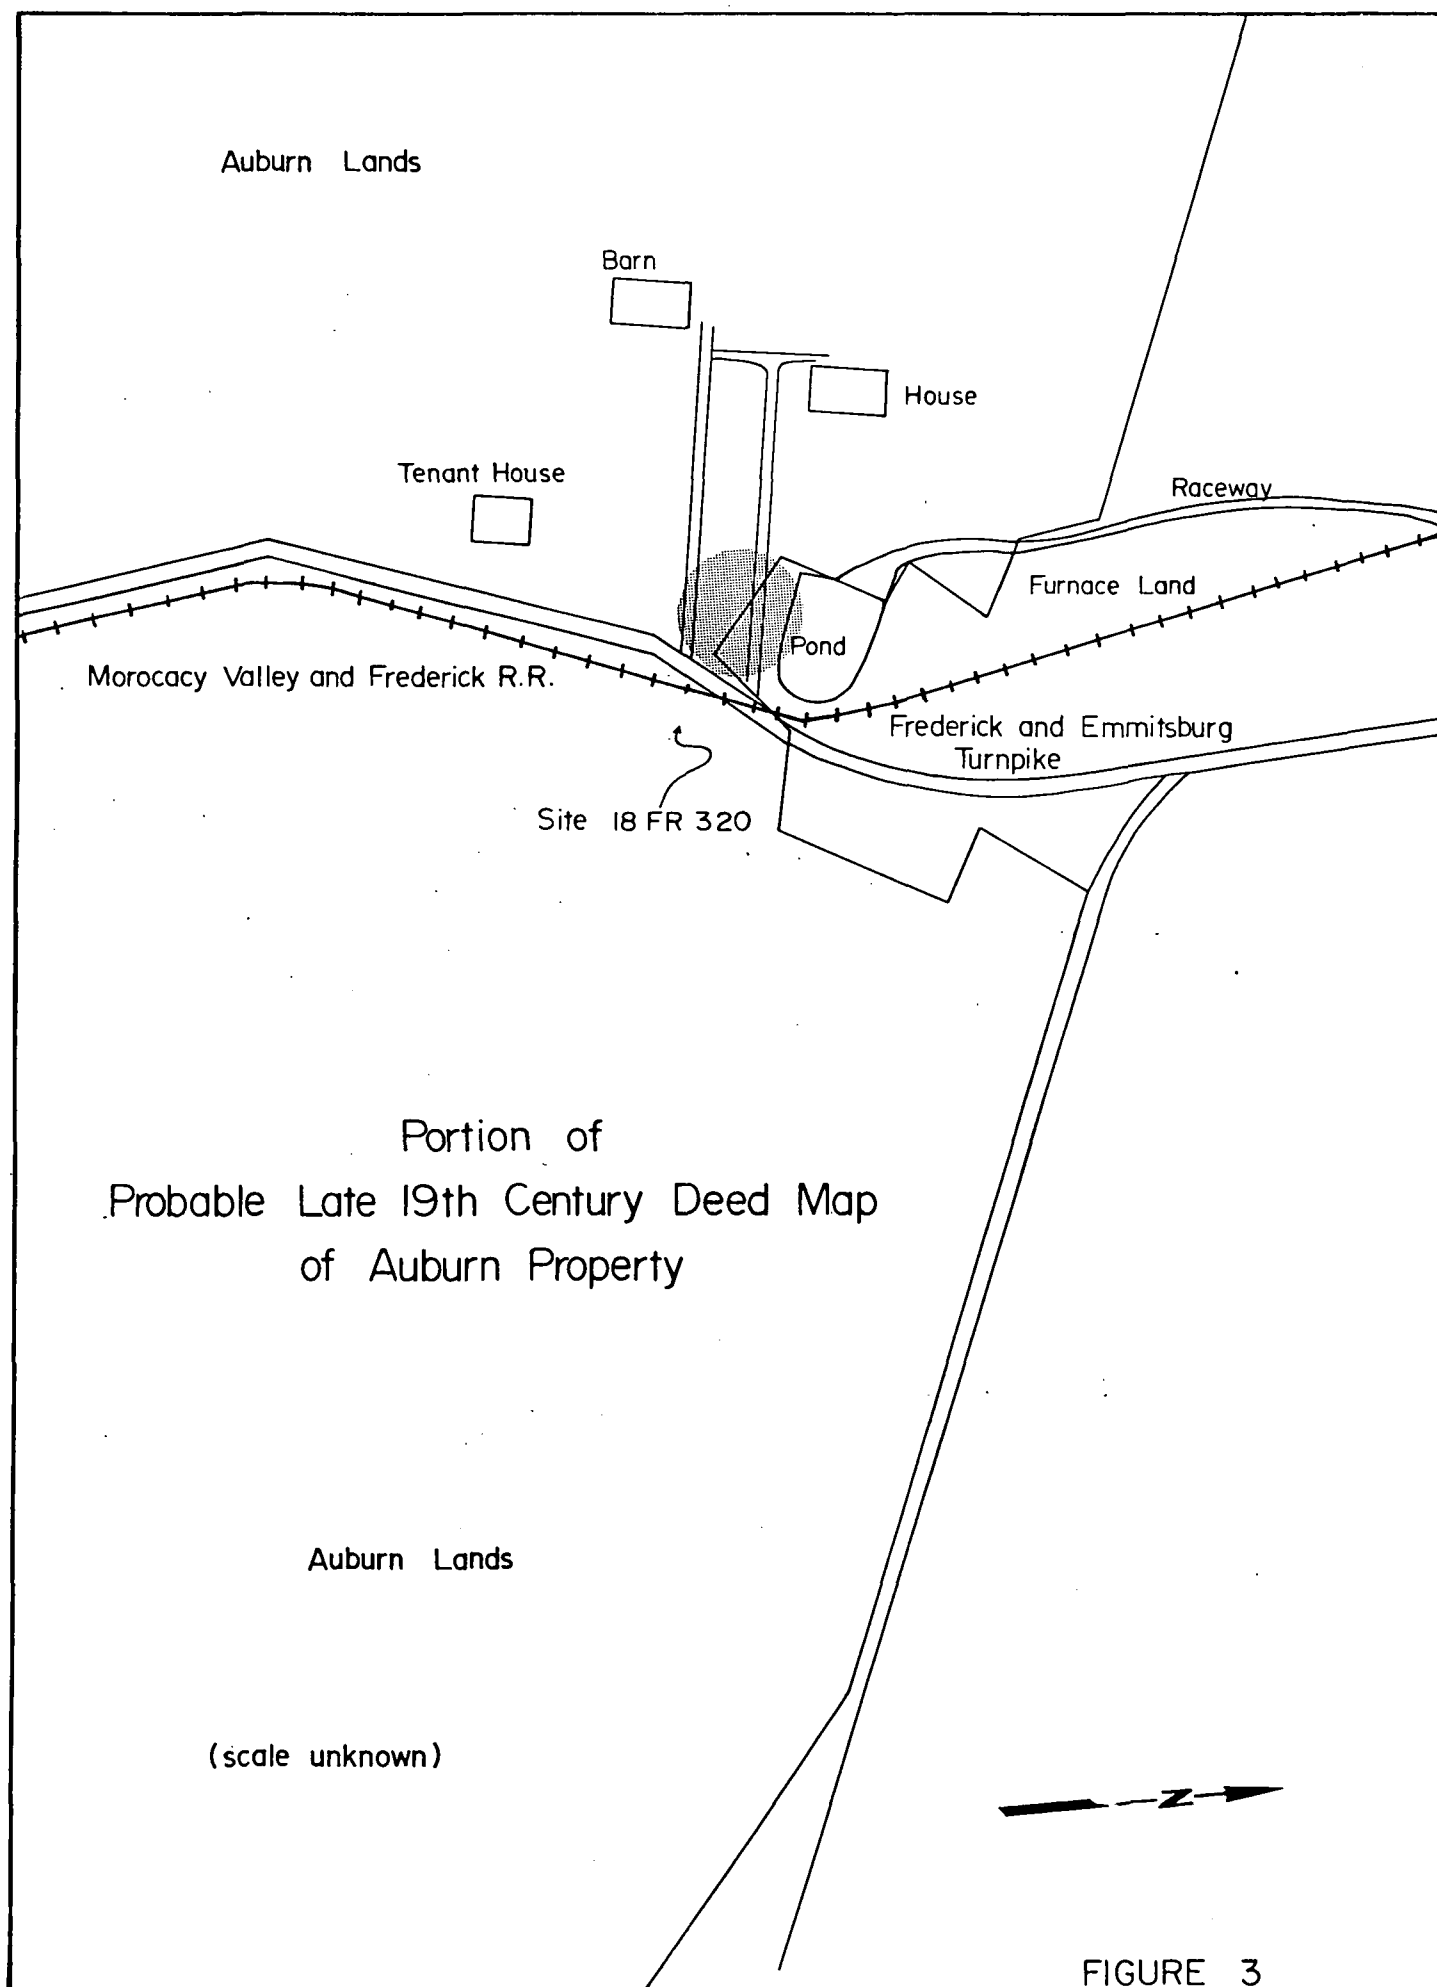 Auburn Lands
Barn
House
Tenant House
Raceway
Furnace Land
Pond
Morocacy Valley and Frederick R.R.
Frederick and Emmitsburg
Turnpike
Site 18 FR 320
Portion of
Probable Late 19th Century Deed Map
of Auburn Property
Auburn Lands
(scale unknown)
N
FIGURE 3